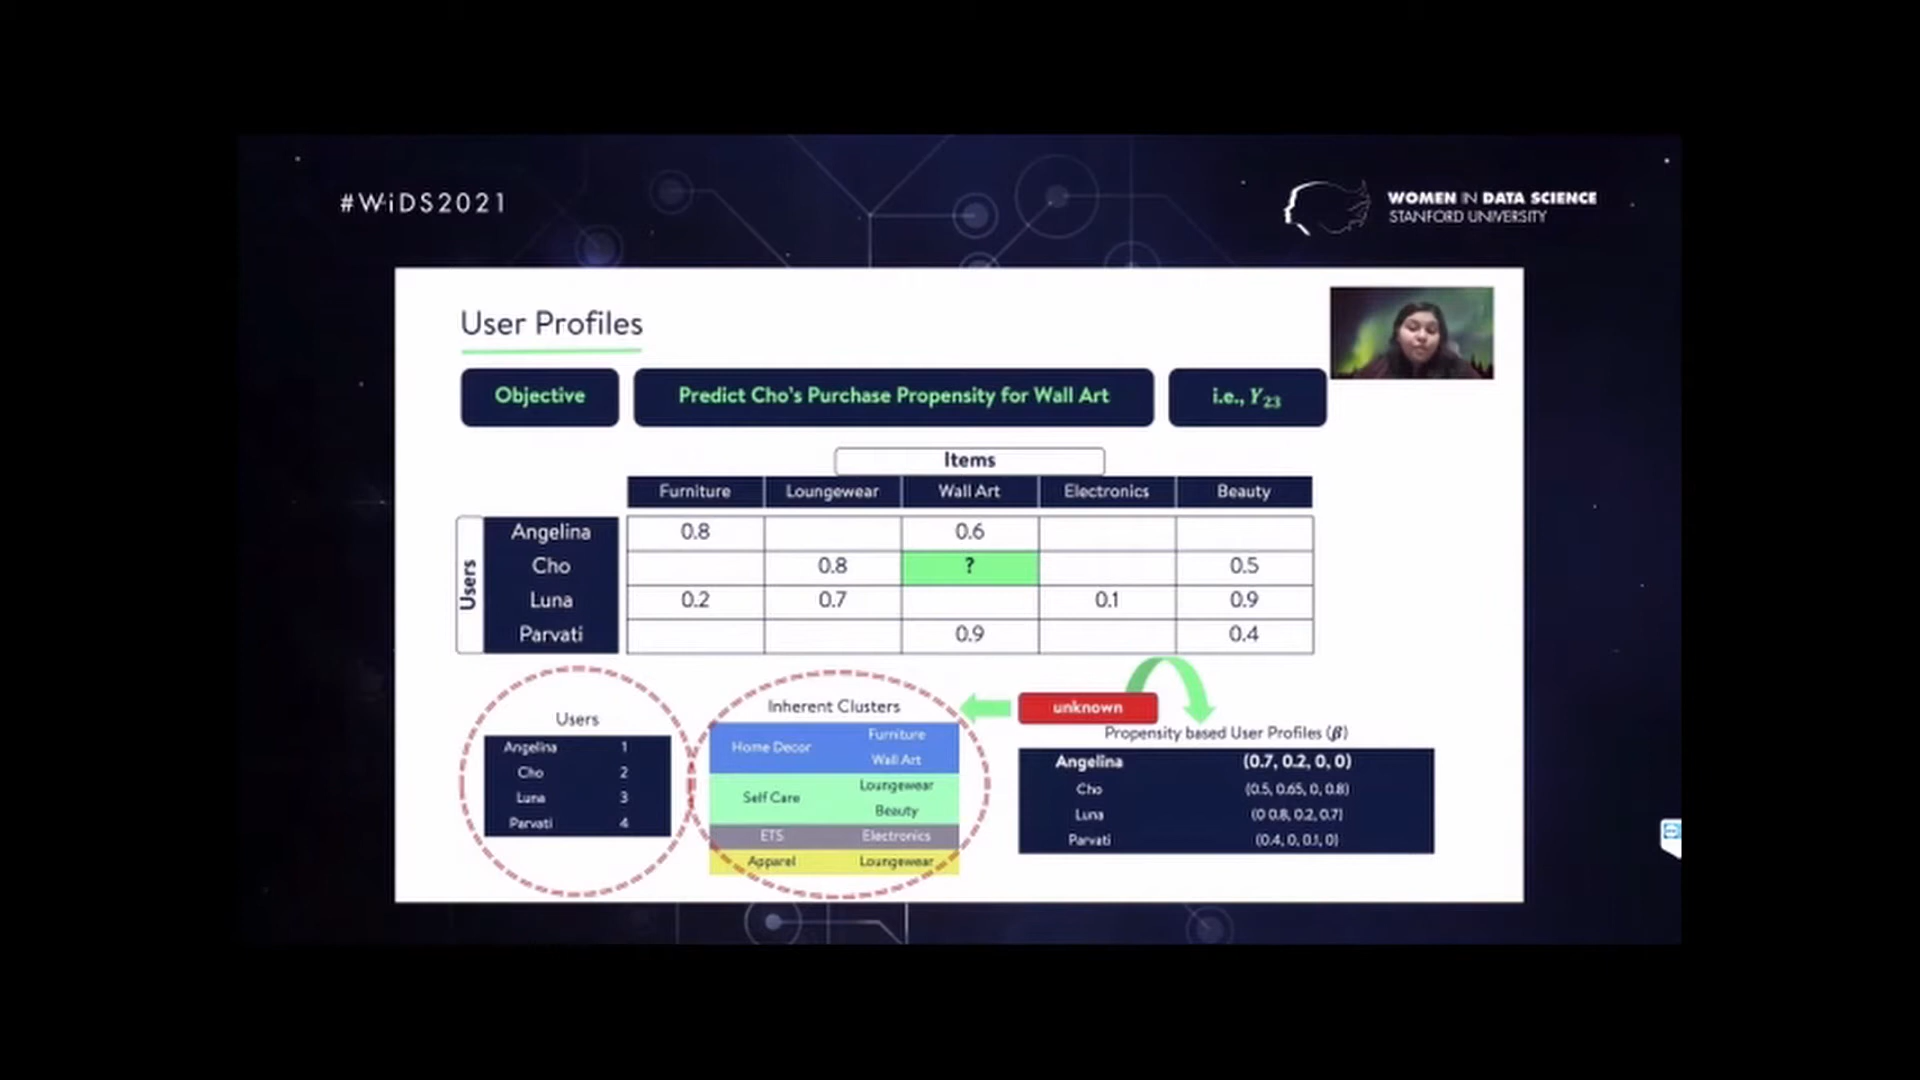 #WiDS2021
WOMEN IN DATA SCIENCE
STANFORD UNIVERSITY
User Profiles
Objective
Predict Cho's Purchase Propensity for Wall Art
i.e., Y23
Items
Furniture Loungewear Wall Art Electronics Beauty
Users
Angelina 0.8 0.6
Cho 0.8 ? 0.5
Luna 0.2 0.7 0.1 0.9
Parvati 0.9 0.4
Users
Angelina 1
Cho 2
Luna 3
Parvati 4
Inherent Clusters
Home Decor Furniture
Wall Art
Self Care Loungewear
Beauty
ETS Electronics
Apparel Loungewear
unknown
Propensity based User Profiles (β)
Angelina (0.7, 0.2, 0, 0)
Cho (0.5, 0.65, 0, 0.8)
Luna (0 0.8, 0.2, 0.7)
Parvati (0.4, 0, 0.1, 0)